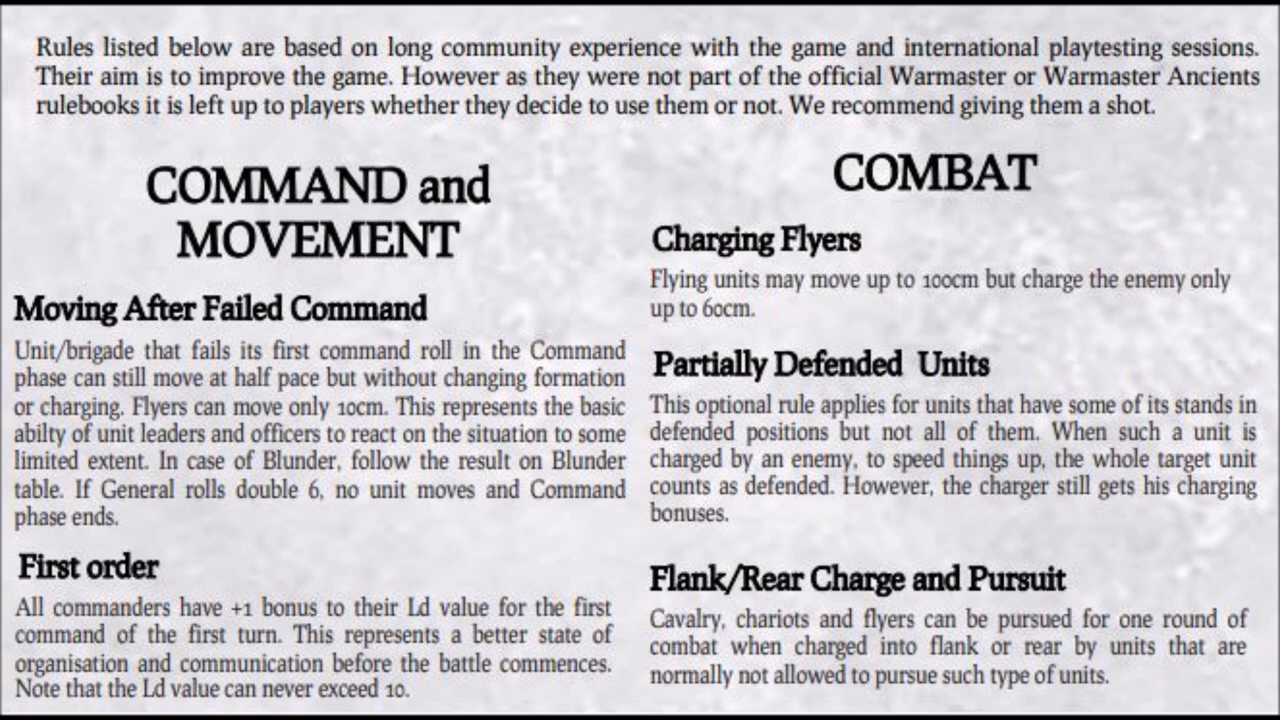 Rules listed below are based on long community experience with the game and international playtesting sessions.
Their aim is to improve the game. However as they were not part of the official Warmaster or Warmaster Ancients
rulebooks it is left up to players whether they decide to use them or not. We recommend giving them a shot.
COMMAND and
MOVEMENT
Moving After Failed Command
Unit/brigade that fails its first command roll in the Command
phase can still move at half pace but without changing formation
or charging. Flyers can move only 10cm. This represents the basic
abilty of unit leaders and officers to react on the situation to some
limited extent. In case of Blunder, follow the result on Blunder
table. If General rolls double 6, no unit moves and Command
phase ends.
First order
All commanders have +1 bonus to their Ld value for the first
command of the first turn. This represents a better state of
organisation and communication before the battle commences.
Note that the Ld value can never exceed 10.
COMBAT
Charging Flyers
Flying units may move up to 100cm but charge the enemy only
up to 60cm.
Partially Defended Units
This optional rule applies for units that have some of its stands in
defended positions but not all of them. When such a unit is
charged by an enemy, to speed things up, the whole target unit
counts as defended. However, the charger still gets his charging
bonuses.
Flank/Rear Charge and Pursuit
Cavalry, chariots and flyers can be pursued for one round of
combat when charged into flank or rear by units that are
normally not allowed to pursue such type of units.